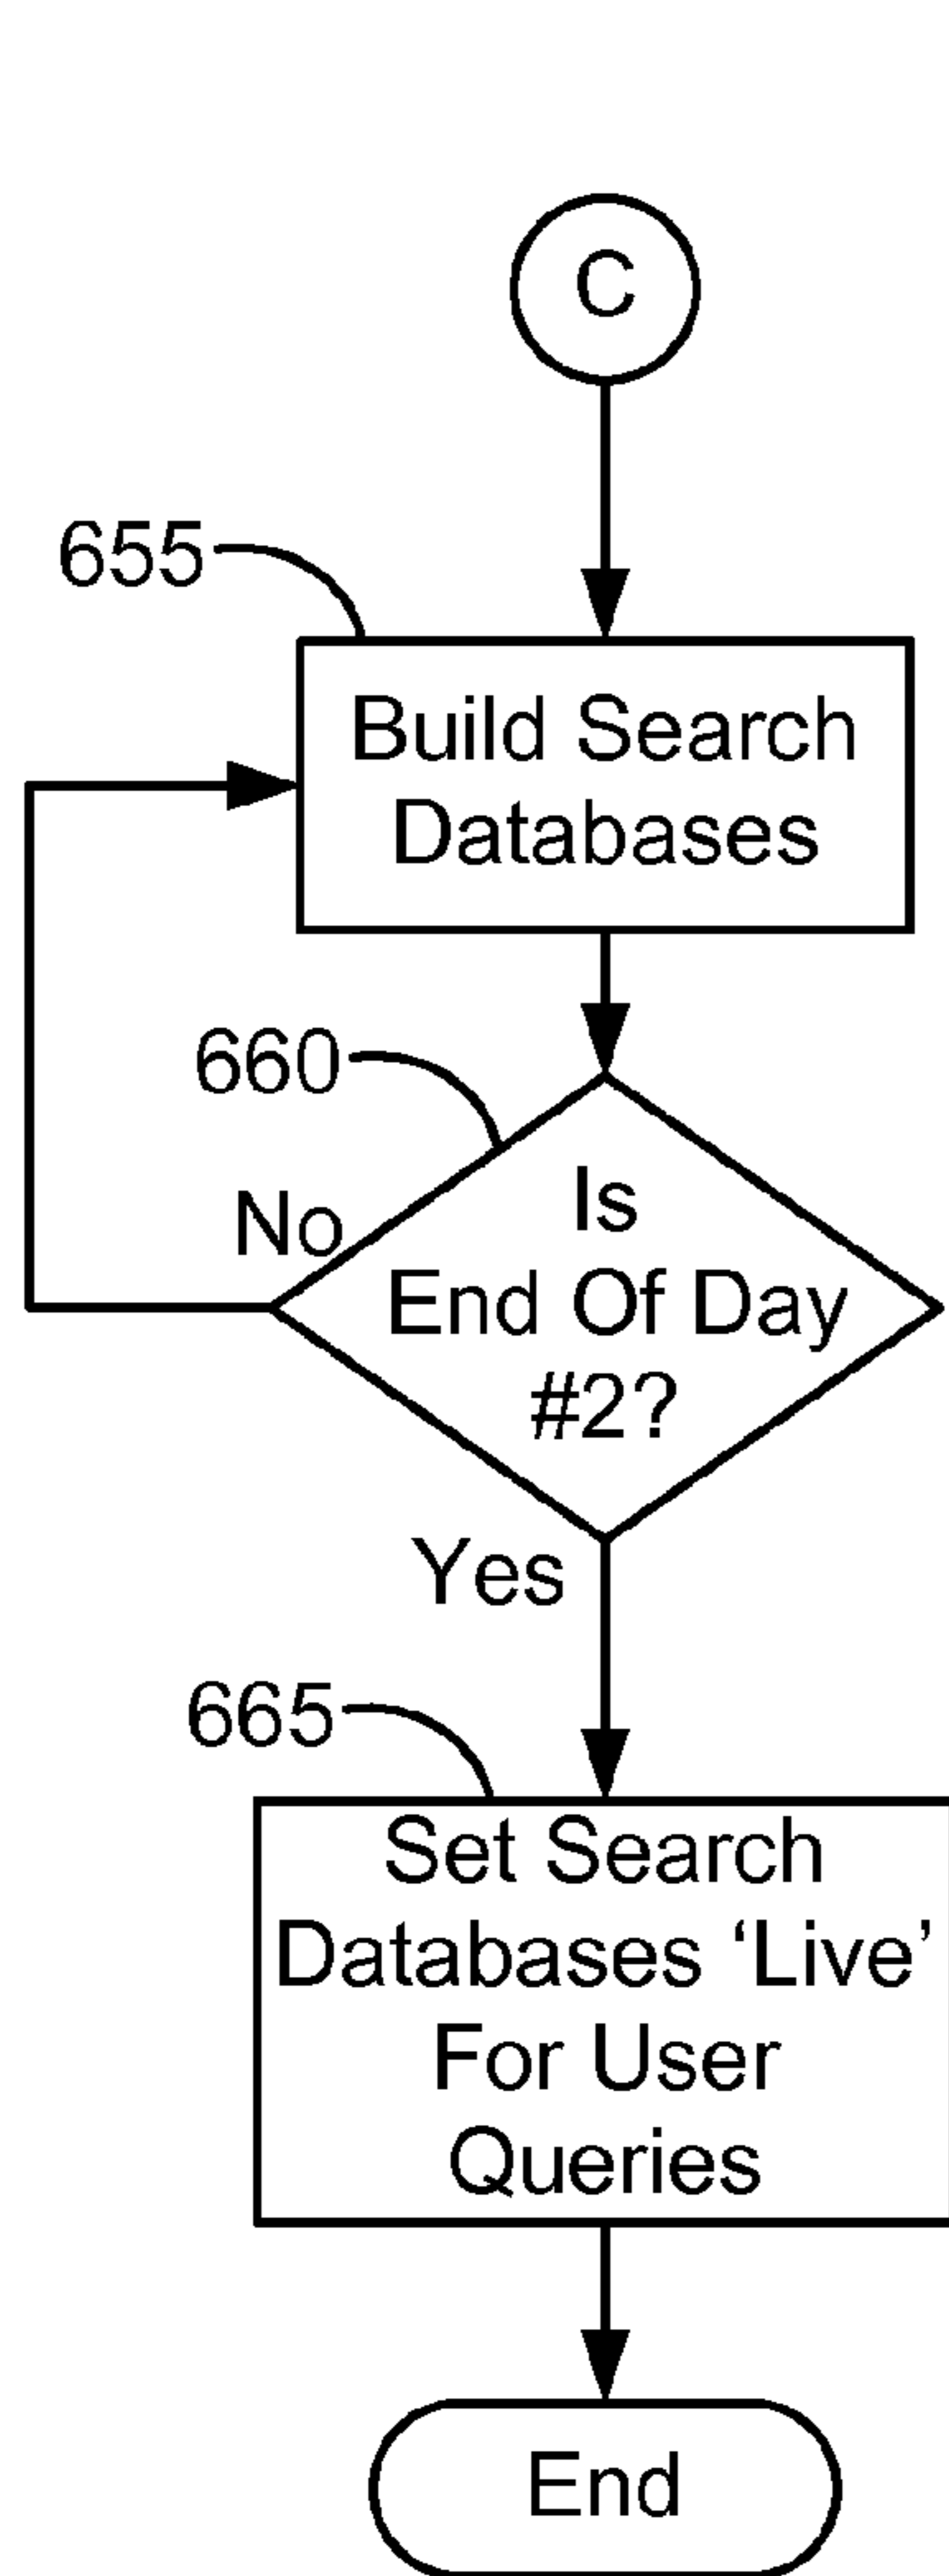 C
655
Build Search
Databases
660
No
Is
End Of Day
#2?
Yes
665
Set Search
Databases ‘Live’
For User
Queries
End